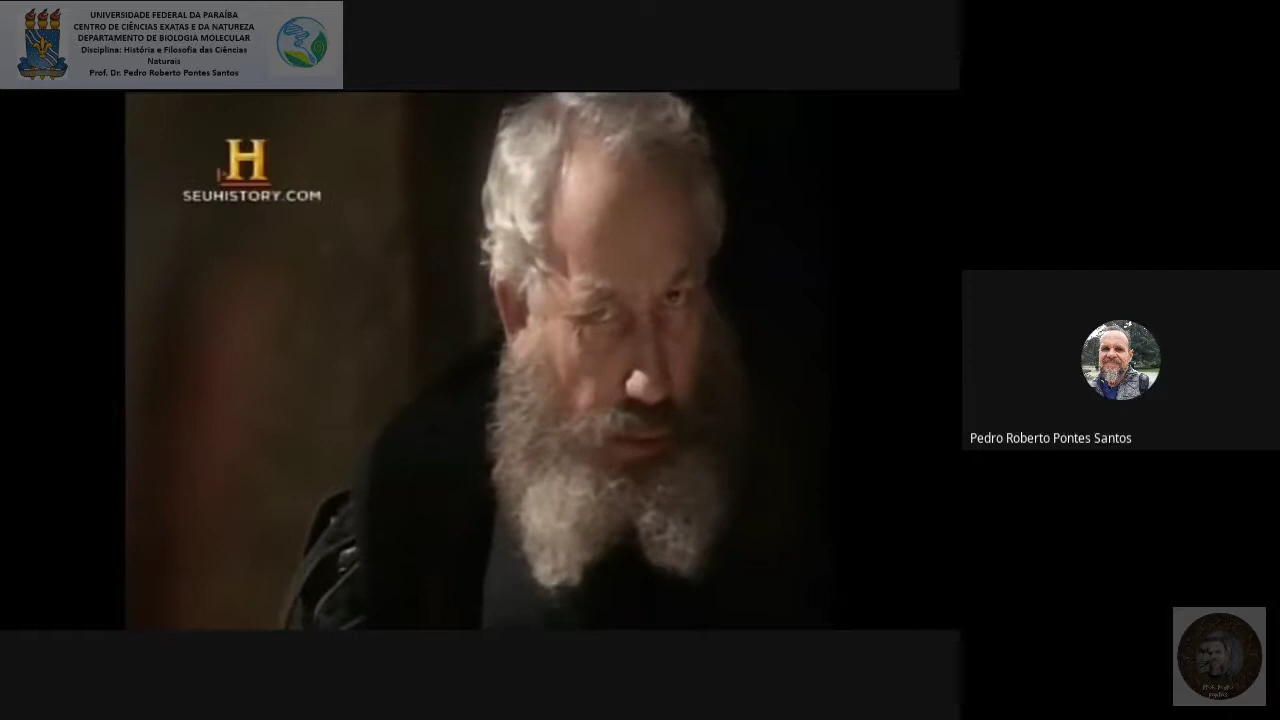 UNIVERSIDADE FEDERAL DA PARAÍBA
CENTRO DE CIÊNCIAS EXATAS E DA NATUREZA
DEPARTAMENTO DE BIOLOGIA MOLECULAR
Disciplina: História e Filosofia das Ciências
Naturais
Prof. Dr. Pedro Roberto Pontes Santos
H
SEUHISTORY.COM
Pedro Roberto Pontes Santos